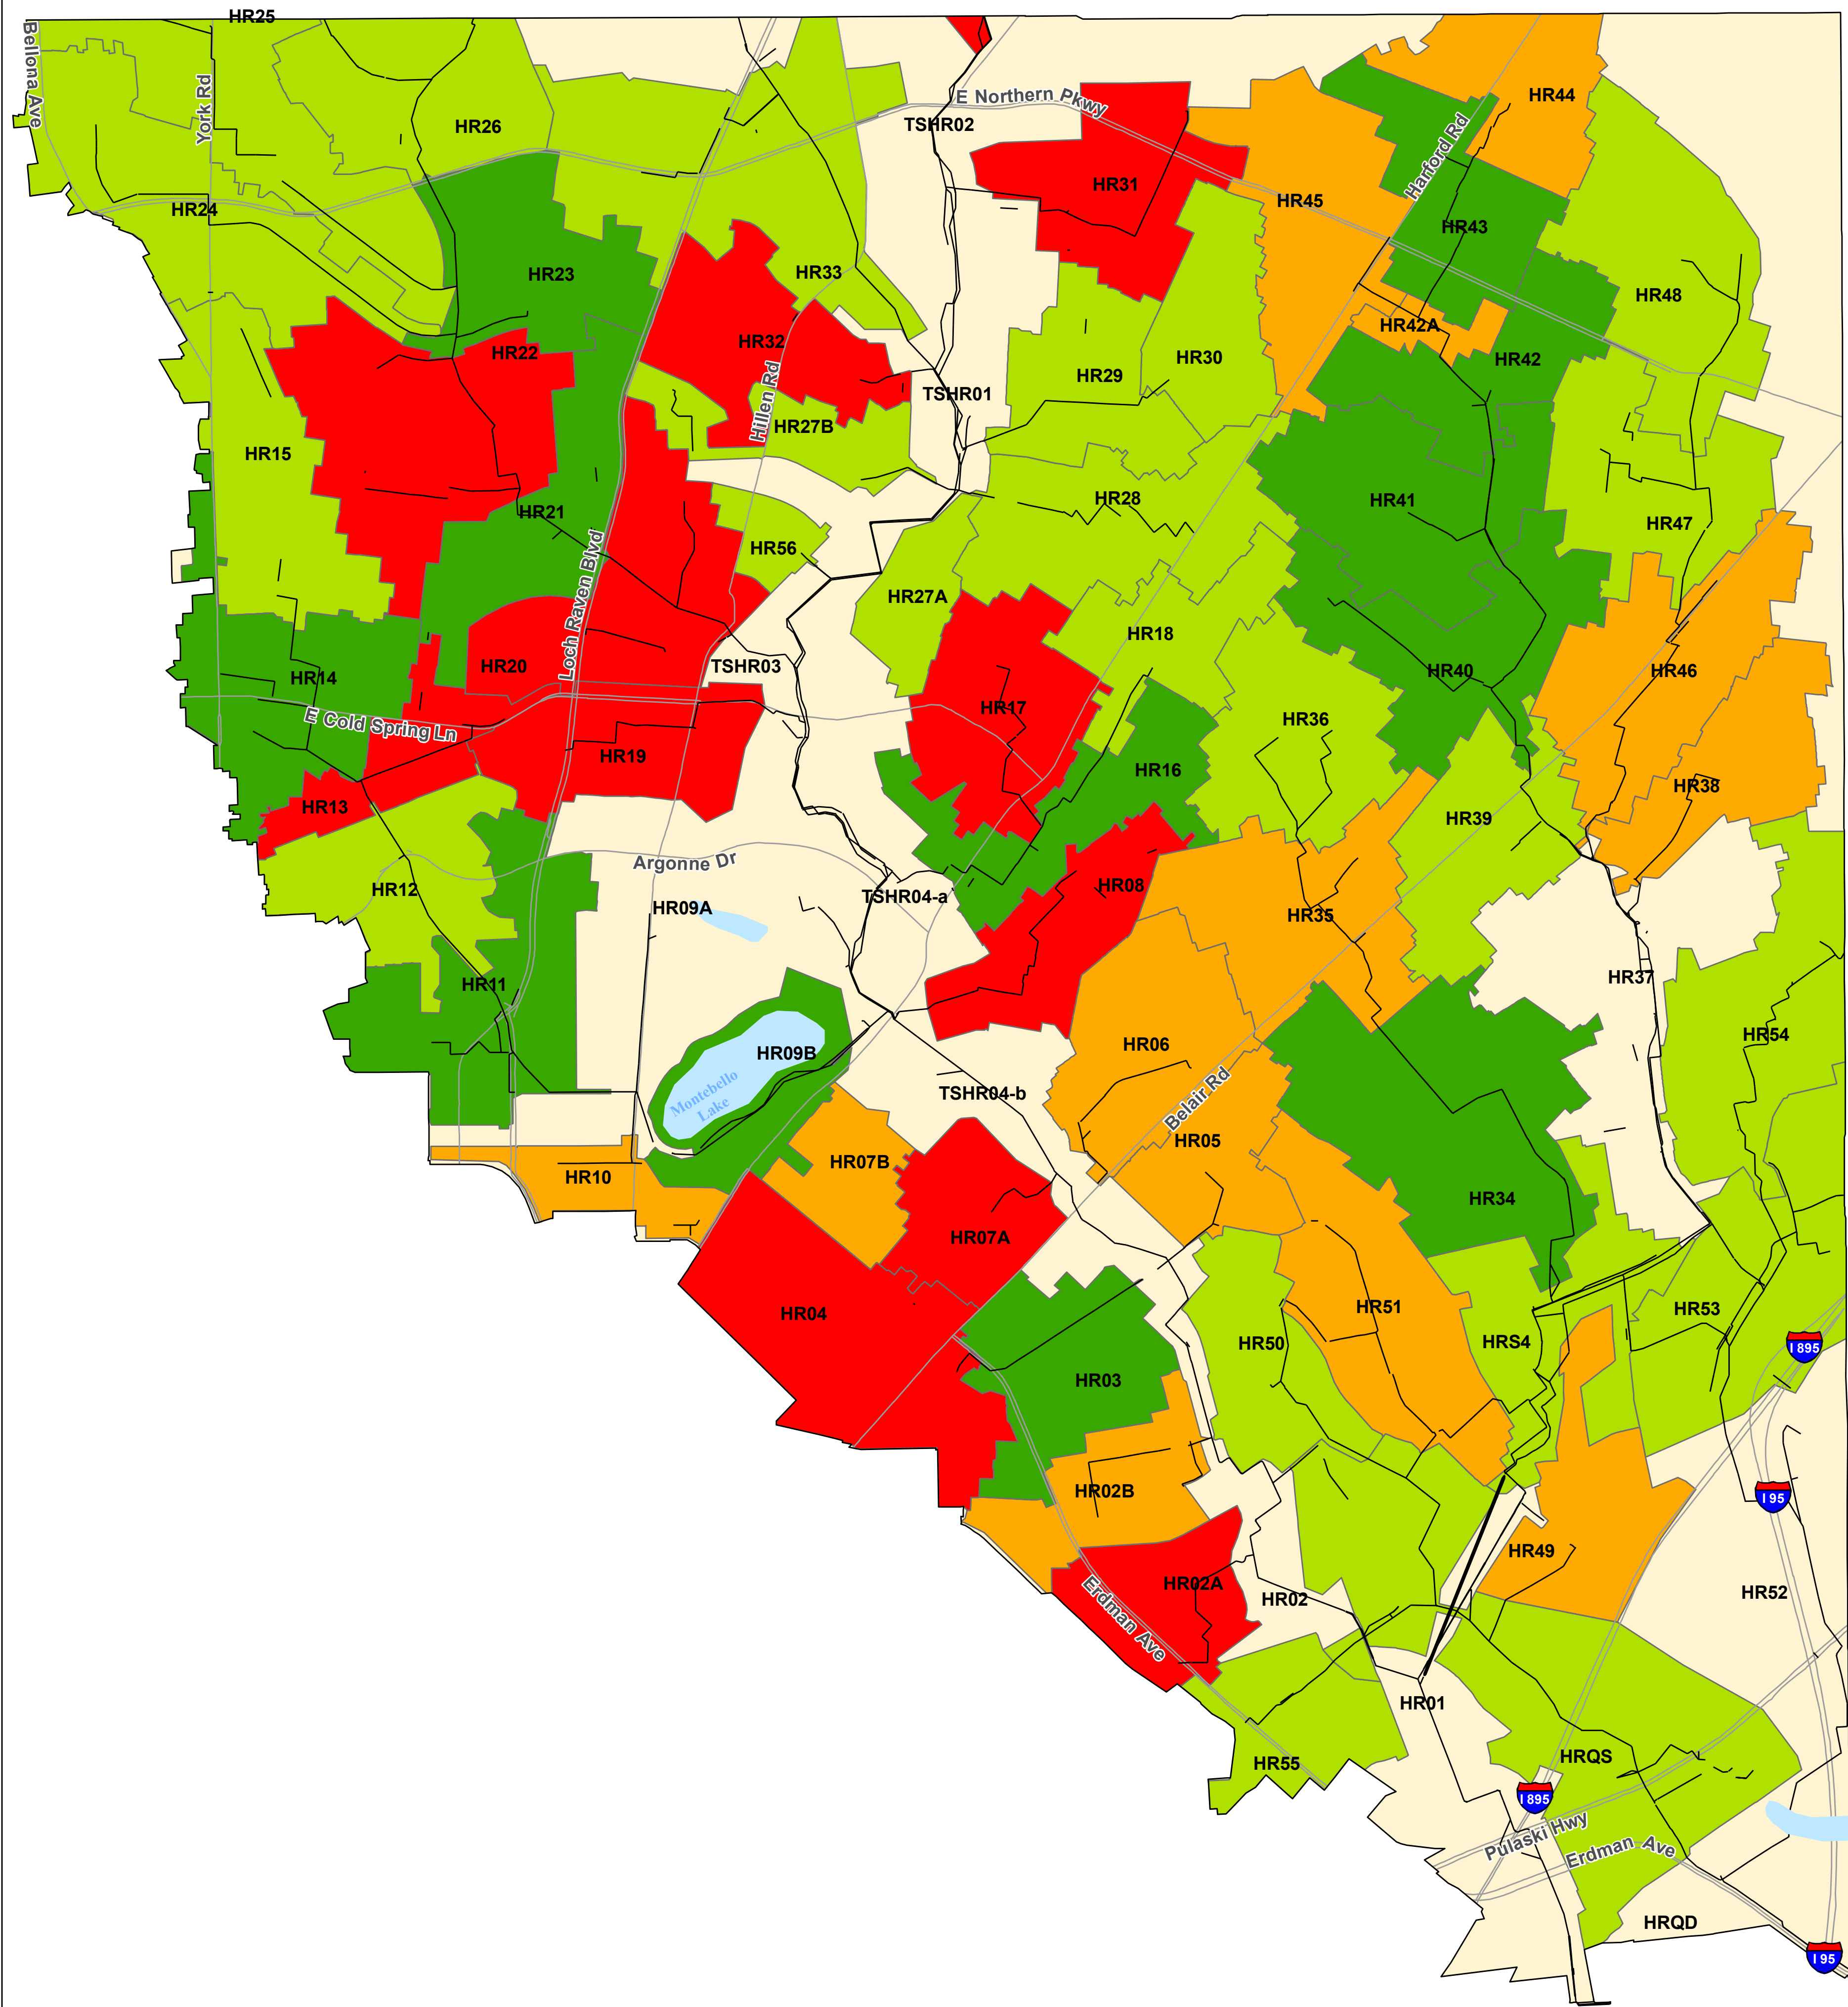 HR25
Bellona Ave
York Rd
HR26
E Northern Pkwy
TSHR02
HR44
Harford Rd
HR31
HR24
HR45
HR43
HR23
HR33
HR48
HR42A
HR22
HR32
HR30
HR42
HR29
TSHR01
Hillen Rd
HR27B
HR15
HR28
HR41
HR21
HR47
HR56
Loch Raven Blvd
HR27A
HR18
HR20
TSHR03
HR40
HR46
HR14
HR17
HR36
E Cold Spring Ln
HR19
HR16
HR38
HR13
HR39
Argonne Dr
HR12
HR08
TSHR04-a
HR09A
HR35
HR11
HR37
HR54
HR09B
HR06
Montebello
Lake
TSHR04-b
Belair Rd
HR05
HR07B
HR10
HR34
HR07A
HR04
HR51
HR53
HR50
HRS4
I 895
HR03
HR02B
I 95
HR49
HR02A
HR02
HR52
Erdman Ave
HR01
HR55
HRQS
I 895
Pulaski Hwy
Erdman Ave
HRQD
I 95